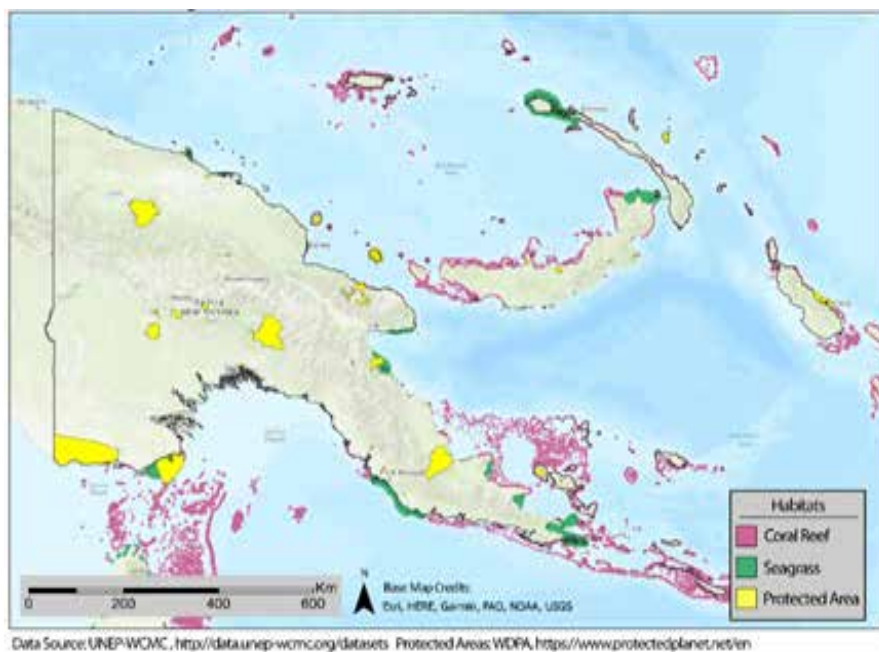 Habitats
Coral Reef
Seagrass
Protected Area
Km
0 200 400 600
N
Base Map Credits:
Esri, HERE, Garmin, FAO, NOAA, USGS
Data Source: UNEP-WCMC, http://data.unep-wcmc.org/datasets Protected Areas: WDPA, https://www.protectedplanet.net/en